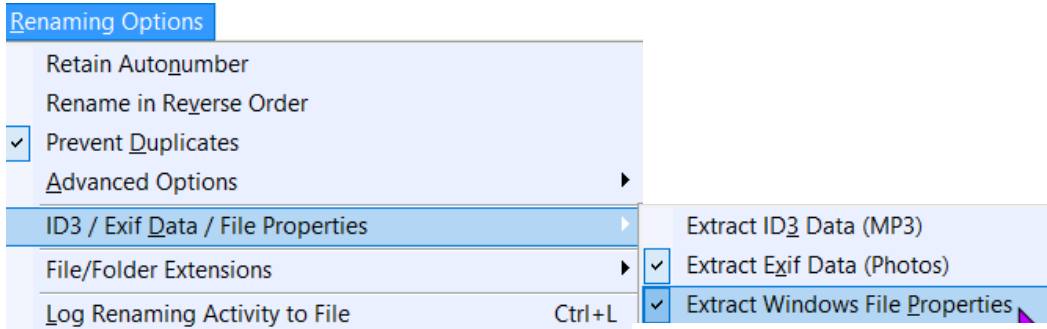 Renaming Options
Retain Autonumber
Rename in Reverse Order
Prevent Duplicates
Advanced Options
ID3 / Exif Data / File Properties
File/Folder Extensions
Log Renaming Activity to File Ctrl+L
Extract ID3 Data (MP3)
Extract Exif Data (Photos)
Extract Windows File Properties